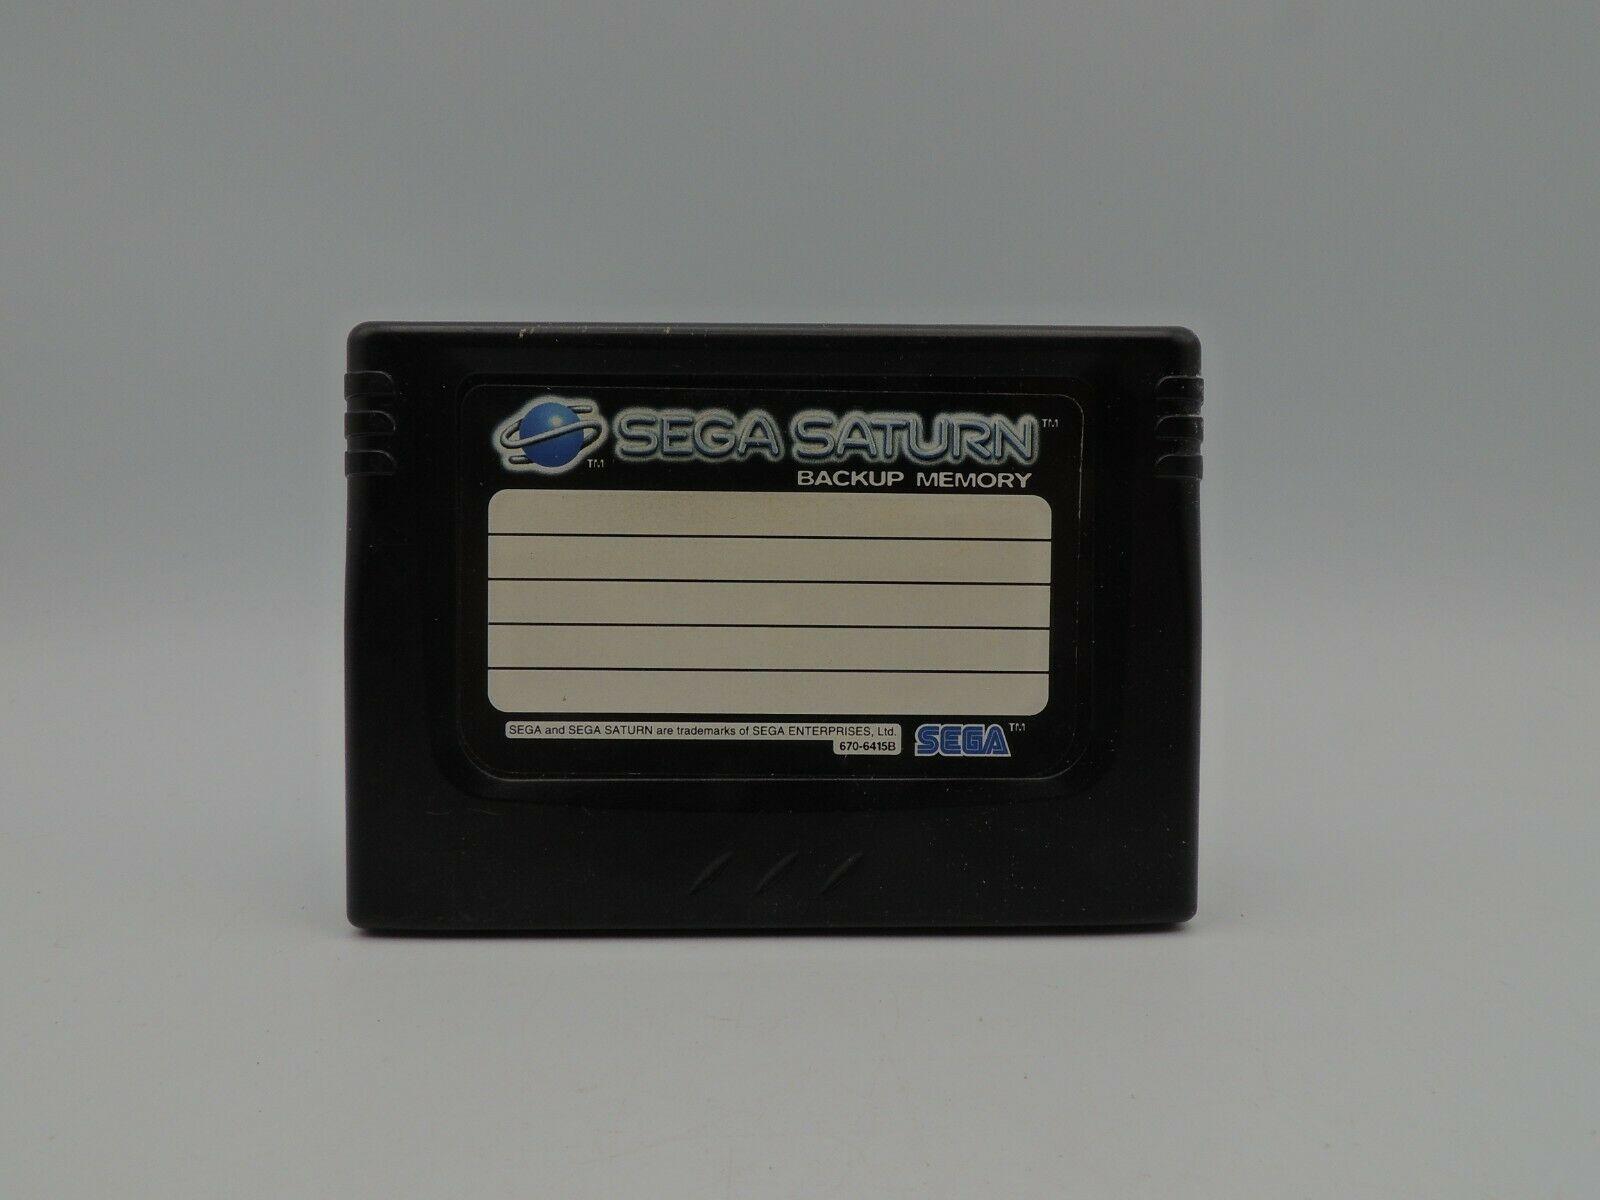 SEGA SATURN™
™
BACKUP MEMORY
SEGA and SEGA SATURN are trademarks of SEGA ENTERPRISES, Ltd.
670-6415B
SEGA™